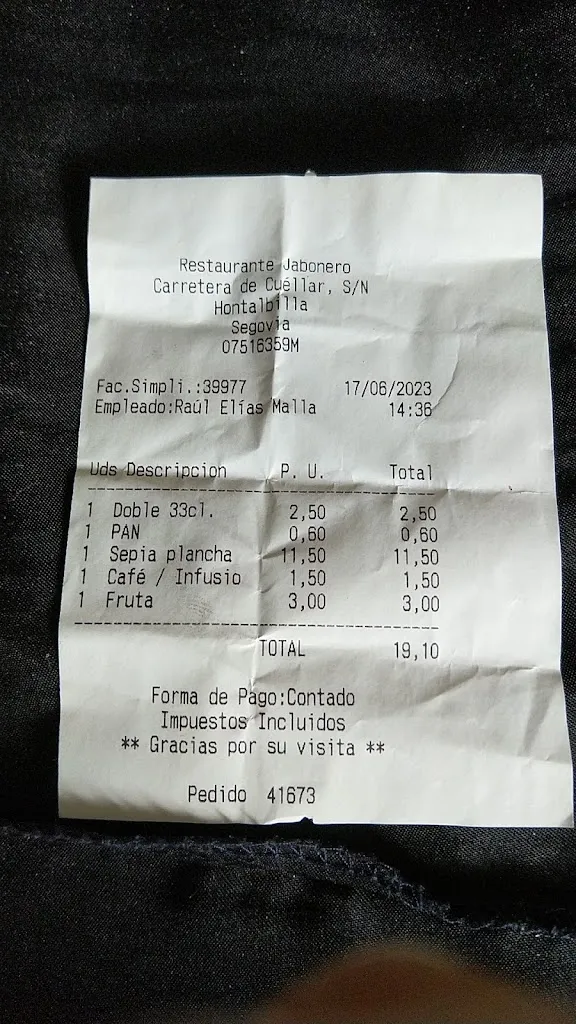 Restaurante Jabonero
Carretera de Cuéllar, S/N
Hontalbilla
Segovia
07516359M
Fac.Simpli.:39977 17/06/2023
Empleado:Raúl Elías Malla 14:36
Uds Descripcion P. U. Total
1 Doble 33cl. 2,50 2,50
1 PAN 0,60 0,60
1 Sepia plancha 11,50 11,50
1 Café / Infusio 1,50 1,50
1 Fruta 3,00 3,00
TOTAL 19,10
Forma de Pago:Contado
Impuestos Incluidos
** Gracias por su visita **
Pedido 41673